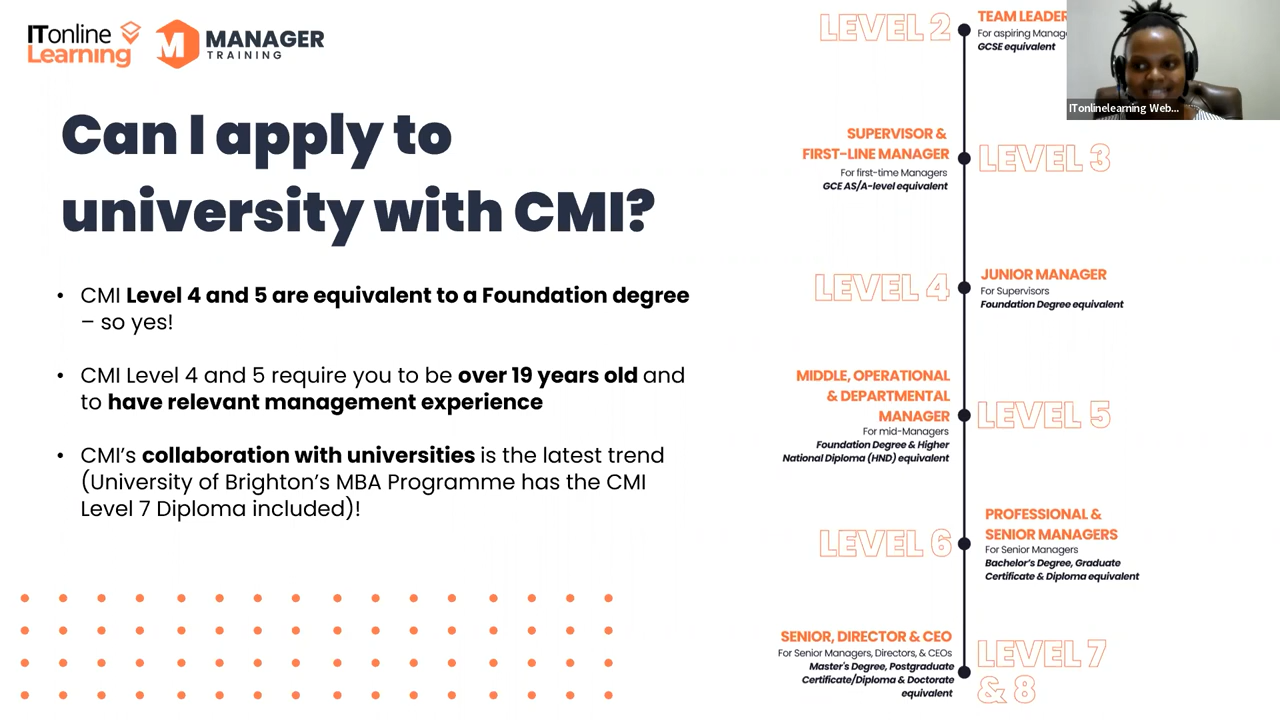 ITonline
Learning
MANAGER
TRAINING
Can I apply to
university with CMI?
• CMI Level 4 and 5 are equivalent to a Foundation degree
– so yes!
• CMI Level 4 and 5 require you to be over 19 years old and
to have relevant management experience
• CMI's collaboration with universities is the latest trend
(University of Brighton's MBA Programme has the CMI
Level 7 Diploma included)!
LEVEL 2
TEAM LEADER
For aspiring Manag
GCSE equivalent
ITonlinelearning Web...
SUPERVISOR &
FIRST-LINE MANAGER
For first-time Managers
GCE AS/A-level equivalent
LEVEL 3
LEVEL 4
JUNIOR MANAGER
For Supervisors
Foundation Degree equivalent
MIDDLE, OPERATIONAL
& DEPARTMENTAL
MANAGER
For mid-Managers
Foundation Degree & Higher
National Diploma (HND) equivalent
LEVEL 5
LEVEL 6
PROFESSIONAL &
SENIOR MANAGERS
For Senior Managers
Bachelor's Degree, Graduate
Certificate & Diploma equivalent
SENIOR, DIRECTOR & CEO
For Senior Managers, Directors, & CEOs
Master's Degree, Postgraduate
Certificate/Diploma & Doctorate
equivalent
LEVEL 7
& 8